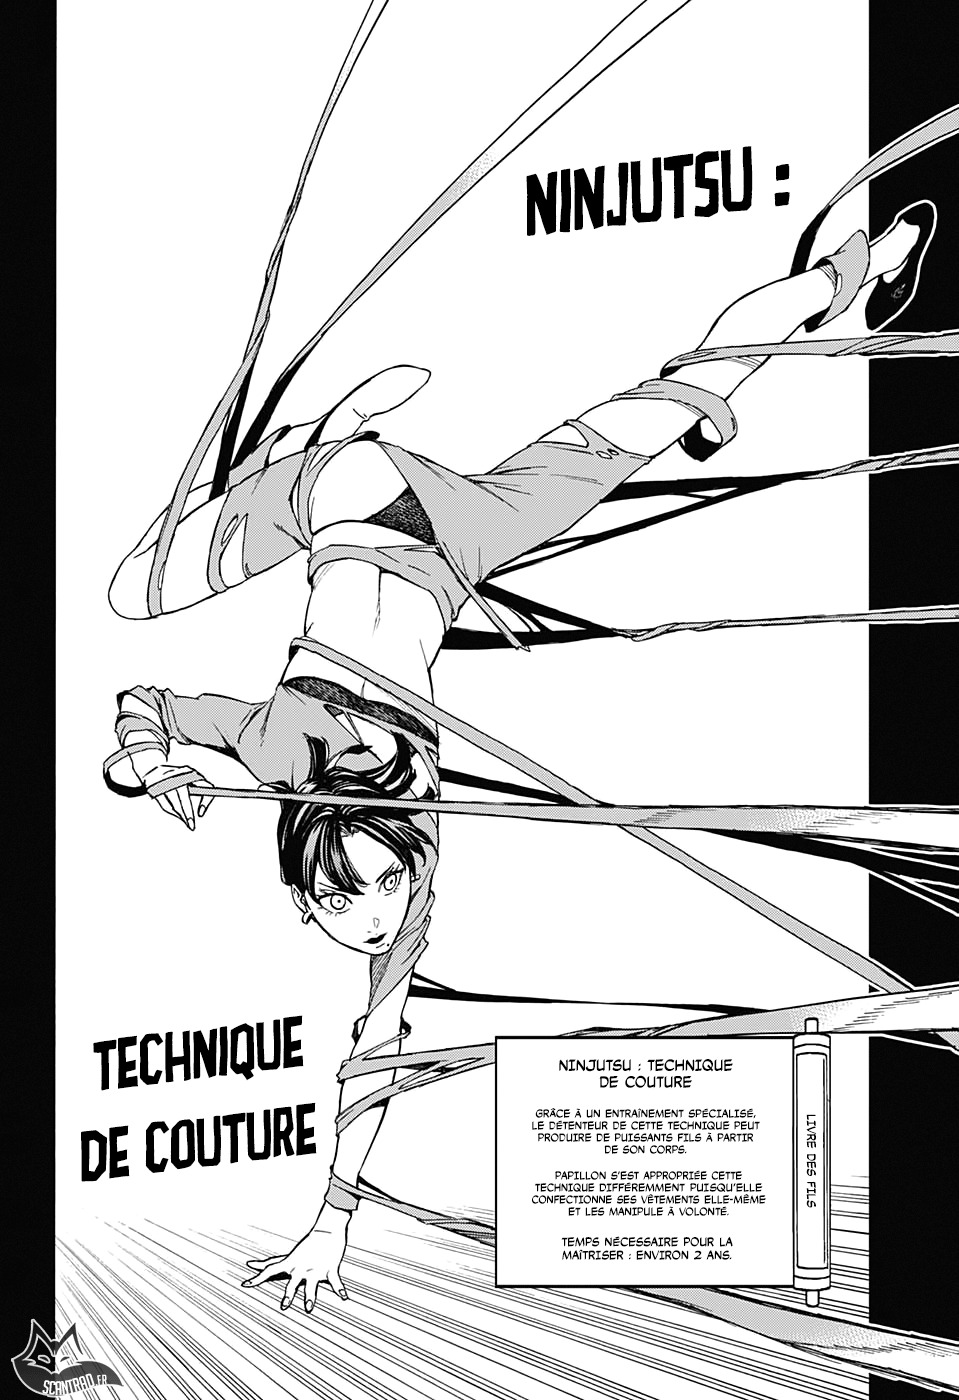 NINJUTSU :
TECHNIQUE
DE COUTURE
NINJUTSU : TECHNIQUE
DE COUTURE
GRÂCE À UN ENTRAÎNEMENT SPÉCIALISÉ,
LE DÉTENTEUR DE CETTE TECHNIQUE PEUT
PRODUIRE DE PUISSANTS FILS À PARTIR
DE SON CORPS.
PAPILLON S'EST APPROPRIÉE CETTE
TECHNIQUE DIFFÉREMMENT PUISQU'ELLE
CONFECTIONNE SES VÊTEMENTS ELLE-MÊME
ET LES MANIPULE À VOLONTÉ.
TEMPS NÉCESSAIRE POUR LA
MAÎTRISER : ENVIRON 2 ANS.
LIVRE DES FILS
SCANTRAD.FR